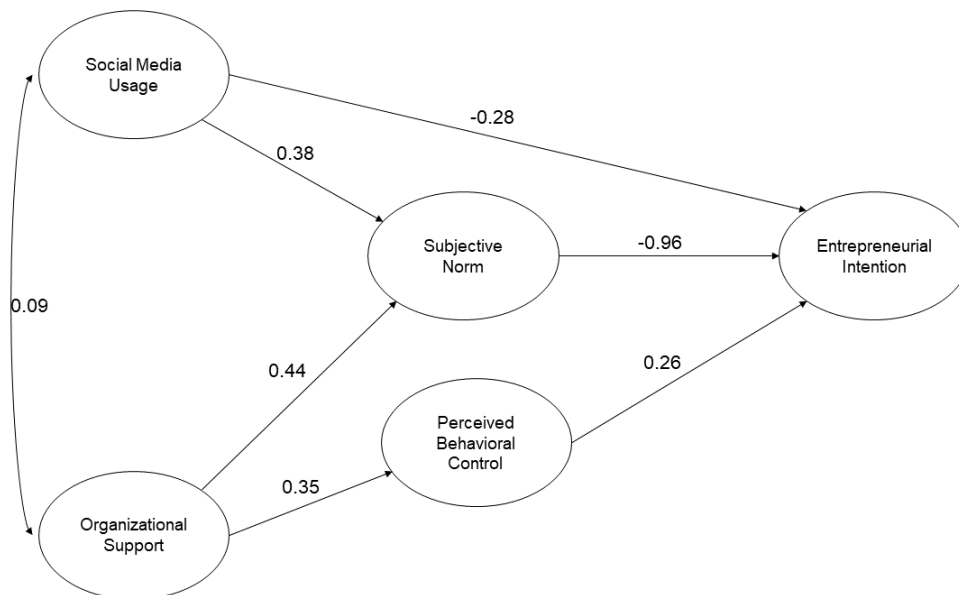 Social Media
Usage
-0.28
0.38
Subjective
Norm
-0.96
Entrepreneurial
Intention
0.09
0.44
0.26
Perceived
Behavioral
Control
0.35
Organizational
Support